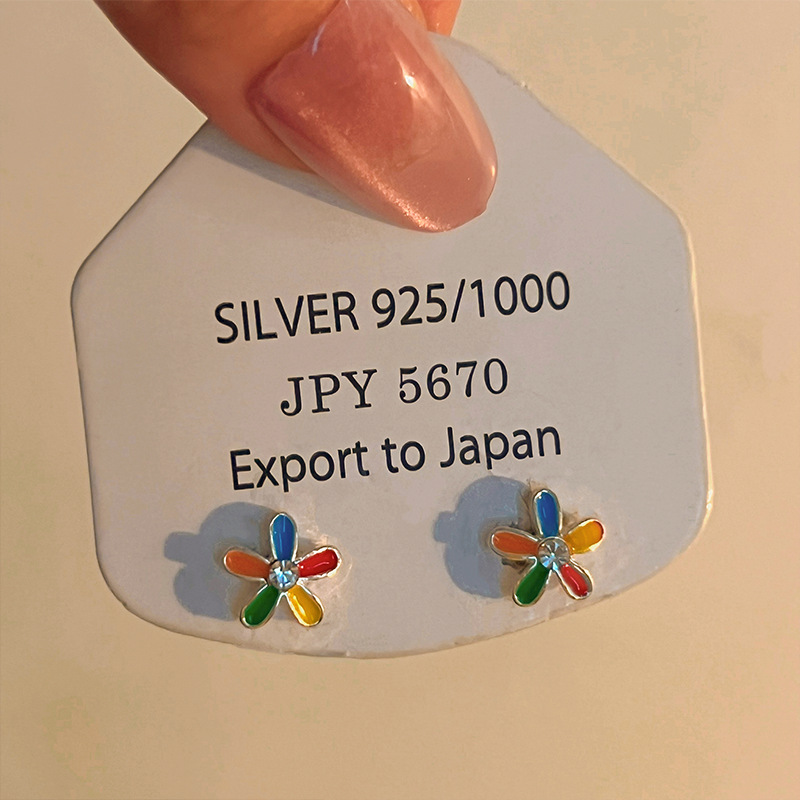 SILVER 925/1000
JPY 5670
Export to Japan